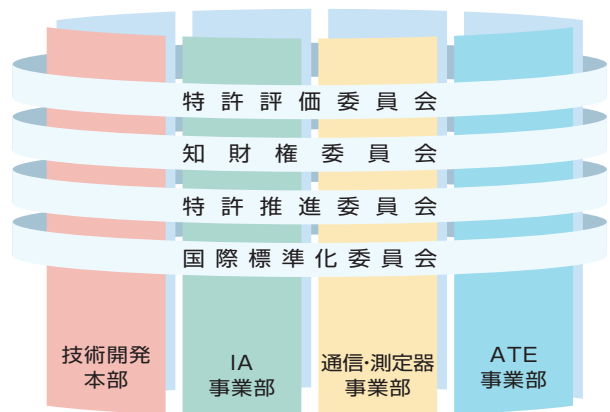 特許評価委員会
知財権委員会
特許推進委員会
国際標準化委員会
技術開発
本部
IA
事業部
通信・測定器
事業部
ATE
事業部